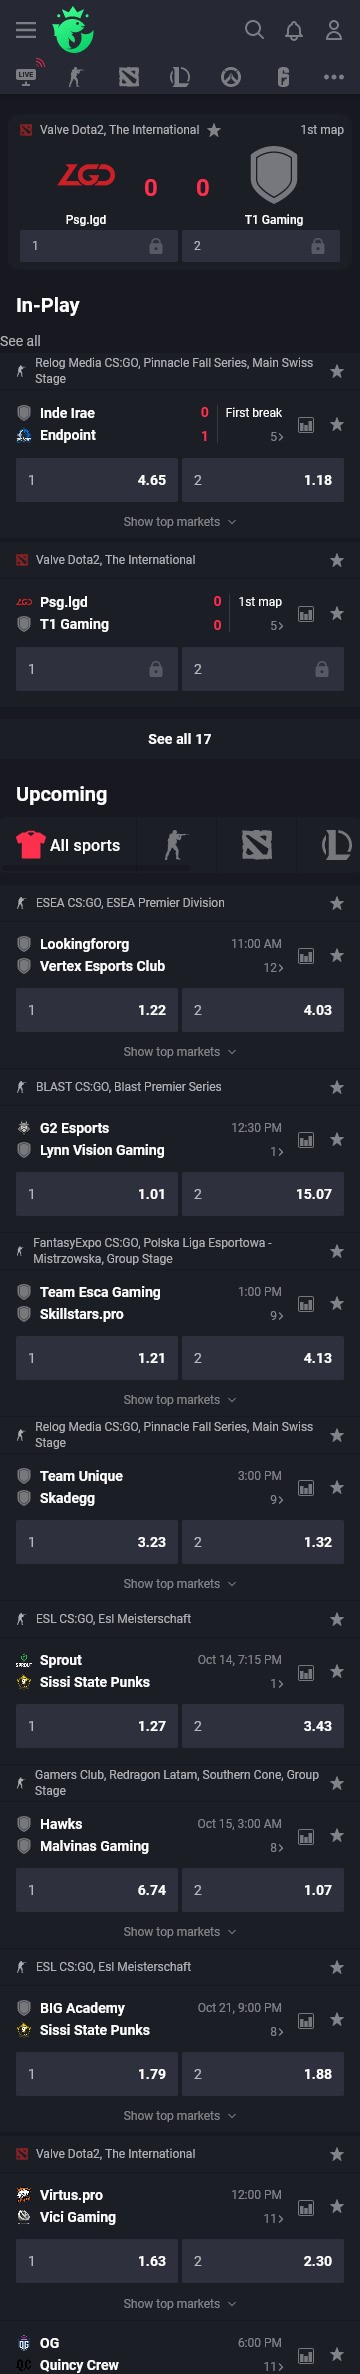 LIVE
Valve Dota2, The International
1st map
LGD
0
0
Psg.lgd
T1 Gaming
1
2
In-Play
See all
Relog Media CS:GO, Pinnacle Fall Series, Main Swiss
Stage
Inde Irae
0
First break
Endpoint
1
5>
1
4.65
2
1.18
Show top markets
Valve Dota2, The International
LGD
Psg.lgd
0
1st map
T1 Gaming
0
5>
1
2
See all 17
Upcoming
All sports
ESEA CS:GO, ESEA Premier Division
Lookingfororg
11:00 AM
Vertex Esports Club
12>
1
1.22
2
4.03
Show top markets
BLAST CS:GO, Blast Premier Series
G2 Esports
12:30 PM
Lynn Vision Gaming
1>
1
1.01
2
15.07
FantasyExpo CS:GO, Polska Liga Esportowa -
Mistrzowska, Group Stage
Team Esca Gaming
1:00 PM
Skillstars.pro
9>
1
1.21
2
4.13
Show top markets
Relog Media CS:GO, Pinnacle Fall Series, Main Swiss
Stage
Team Unique
3:00 PM
Skadegg
9>
1
3.23
2
1.32
Show top markets
ESL CS:GO, Esl Meisterschaft
Sprout
Oct 14, 7:15 PM
SPROUT
Sissi State Punks
1>
1
1.27
2
3.43
Gamers Club, Redragon Latam, Southern Cone, Group
Stage
Hawks
Oct 15, 3:00 AM
Malvinas Gaming
8>
1
6.74
2
1.07
Show top markets
ESL CS:GO, Esl Meisterschaft
BIG Academy
Oct 21, 9:00 PM
Sissi State Punks
8>
1
1.79
2
1.88
Show top markets
Valve Dota2, The International
Virtus.pro
12:00 PM
Vici Gaming
11>
1
1.63
2
2.30
Show top markets
OG
6:00 PM
QC
Quincy Crew
11>